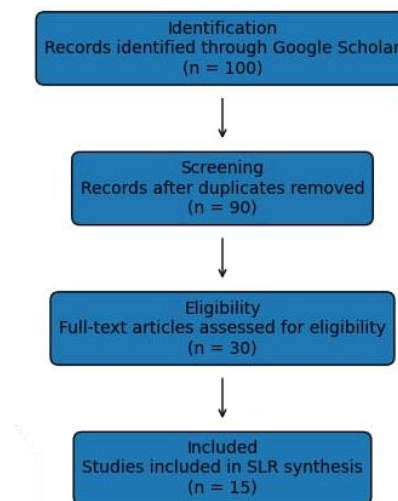 Identification
Records identified through Google Scholar
(n = 100)
Screening
Records after duplicates removed
(n = 90)
Eligibility
Full-text articles assessed for eligibility
(n = 30)
Included
Studies included in SLR synthesis
(n = 15)